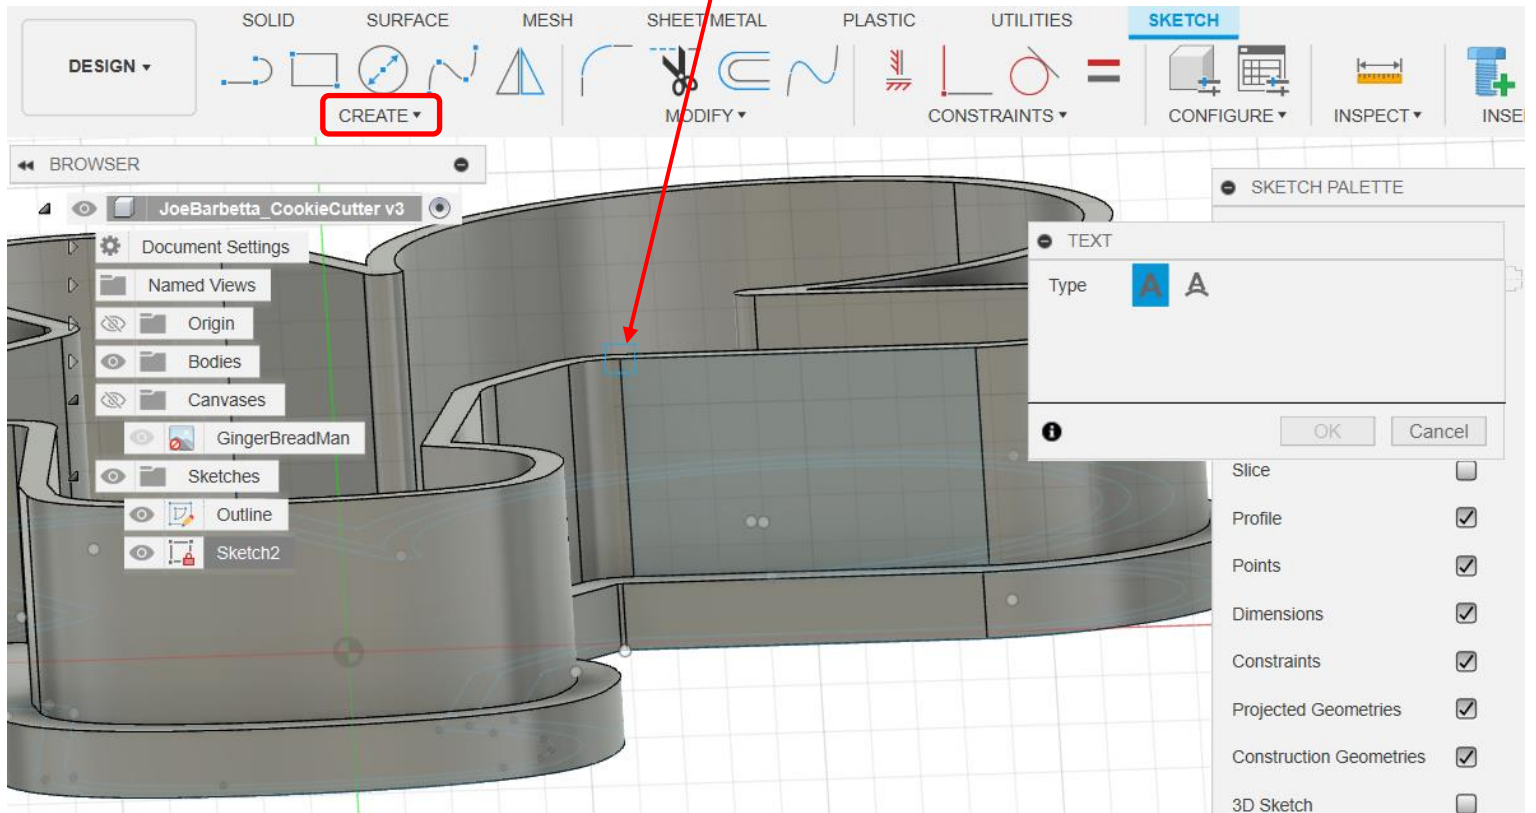 SOLID SURFACE MESH SHEET METAL PLASTIC UTILITIES SKETCH
DESIGN
CREATE MODIFY CONSTRAINTS CONFIGURE INSPECT INSE
BROWSER
JoeBarbetta_CookieCutter v3
Document Settings
Named Views
Origin
Bodies
Canvases
GingerBreadMan
Sketches
Outline
Sketch2
SKETCH PALETTE
TEXT
Type A A
OK Cancel
Slice
Profile
Points
Dimensions
Constraints
Projected Geometries
Construction Geometries
3D Sketch